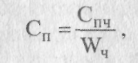 Сп = Спч / Wч ,